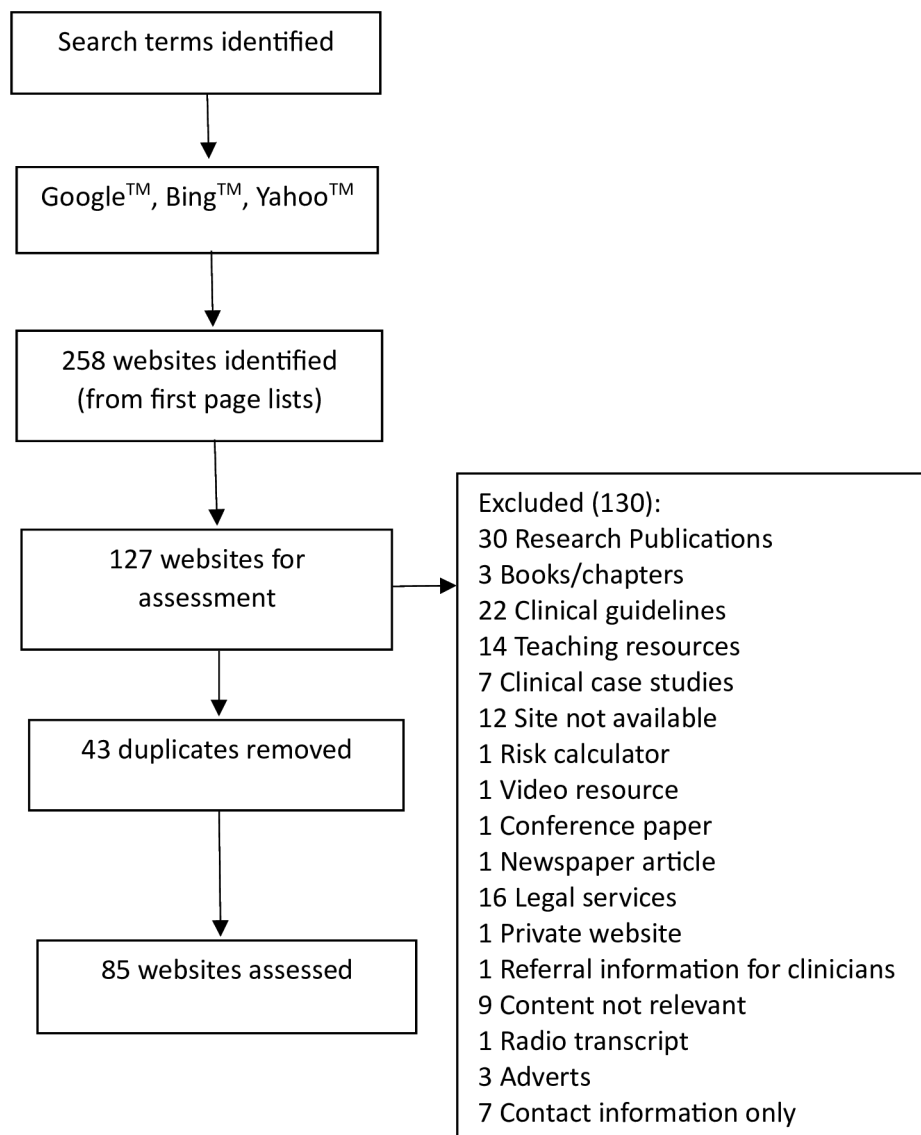 Search terms identified
Google™, Bing™, Yahoo™
258 websites identified
(from first page lists)
127 websites for
assessment
43 duplicates removed
85 websites assessed
Excluded (130):
30 Research Publications
3 Books/chapters
22 Clinical guidelines
14 Teaching resources
7 Clinical case studies
12 Site not available
1 Risk calculator
1 Video resource
1 Conference paper
1 Newspaper article
16 Legal services
1 Private website
1 Referral information for clinicians
9 Content not relevant
1 Radio transcript
3 Adverts
7 Contact information only